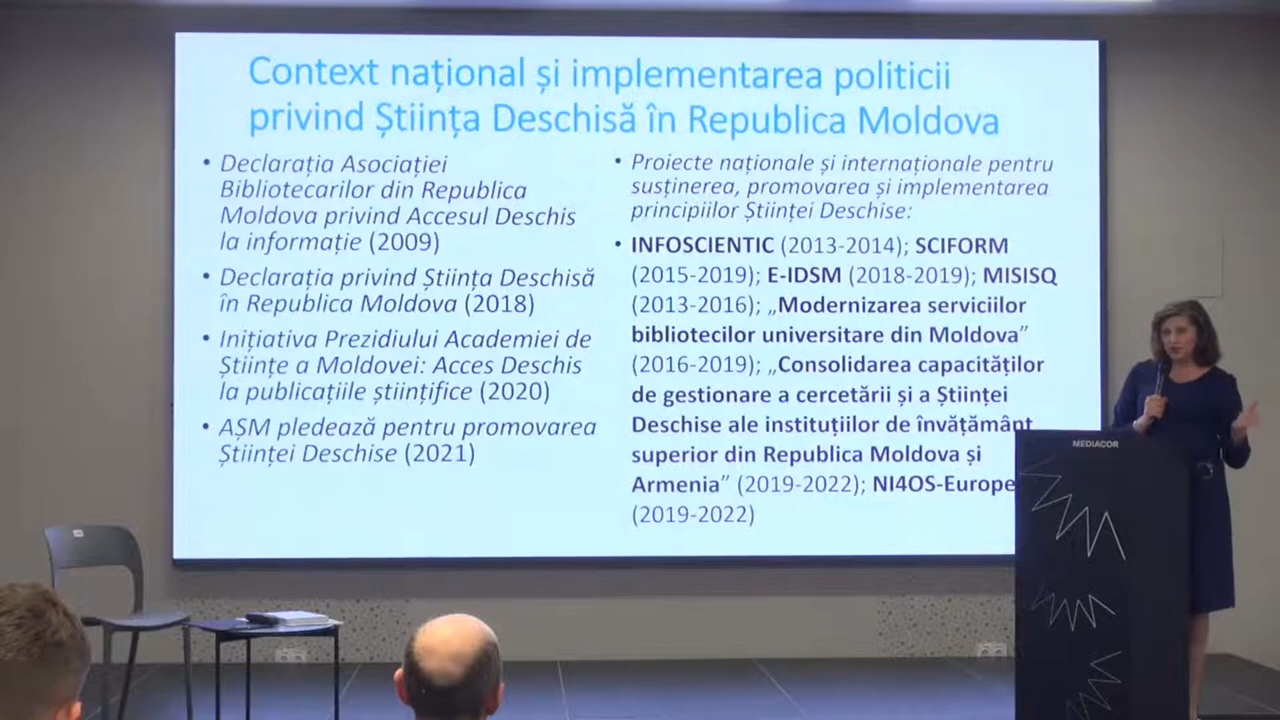 Context național și implementarea politicii
privind Știința Deschisă în Republica Moldova
• Declarația Asociației
Bibliotecarilor din Republica
Moldova privind Accesul Deschis
la informație (2009)
• Declarația privind Știința Deschisă
în Republica Moldova (2018)
• Inițiativa Prezidiului Academiei de
Științe a Moldovei: Acces Deschis
la publicațiile științifice (2020)
• AȘM pledează pentru promovarea
Științei Deschise (2021)
• Proiecte naționale și internaționale pentru
susținerea, promovarea și implementarea
principiilor Științei Deschise:
• INFOSCIENTIC (2013-2014); SCIFORM
(2015-2019); E-IDSM (2018-2019); MISISQ
(2013-2016); „Modernizarea serviciilor
bibliotecilor universitare din Moldova”
(2016-2019); „Consolidarea capacităților
de gestionare a cercetării și a Științei
Deschise ale instituțiilor de învățământ
superior din Republica Moldova și
Armenia” (2019-2022); NI4OS-Europe
(2019-2022)
MEDIACOR